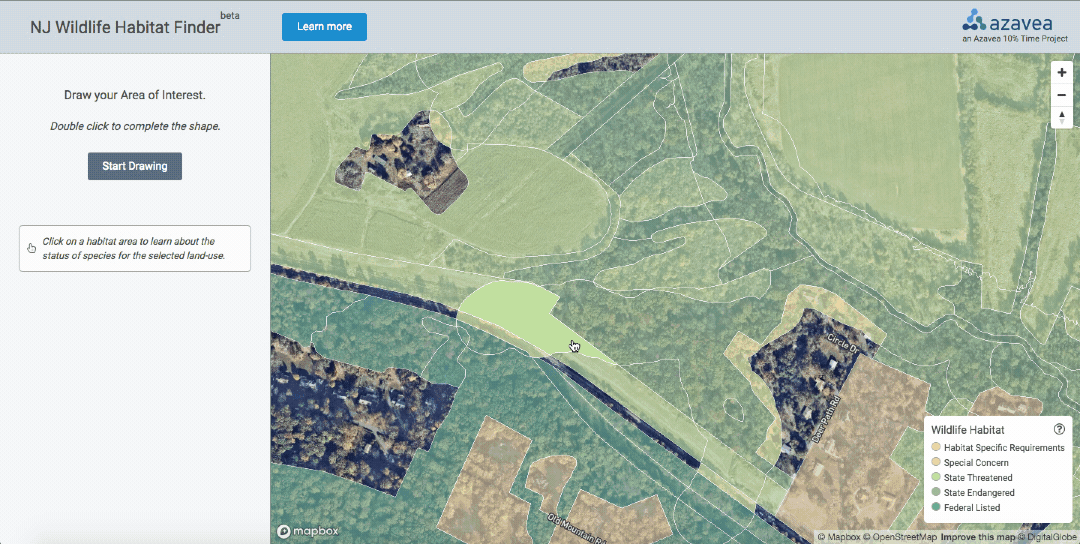 NJ Wildlife Habitat Finder beta
Learn more
azavea
an Azavea 10% Time Project
Draw your Area of Interest.
Double click to complete the shape.
Start Drawing
Click on a habitat area to learn about the
status of species for the selected land-use.
Circle Dr
Deer Path Rd
Old Mountain Rd
Wildlife Habitat ?
Habitat Specific Requirements
Special Concern
State Threatened
State Endangered
Federal Listed
mapbox
© Mapbox © OpenStreetMap Improve this map © DigitalGlobe